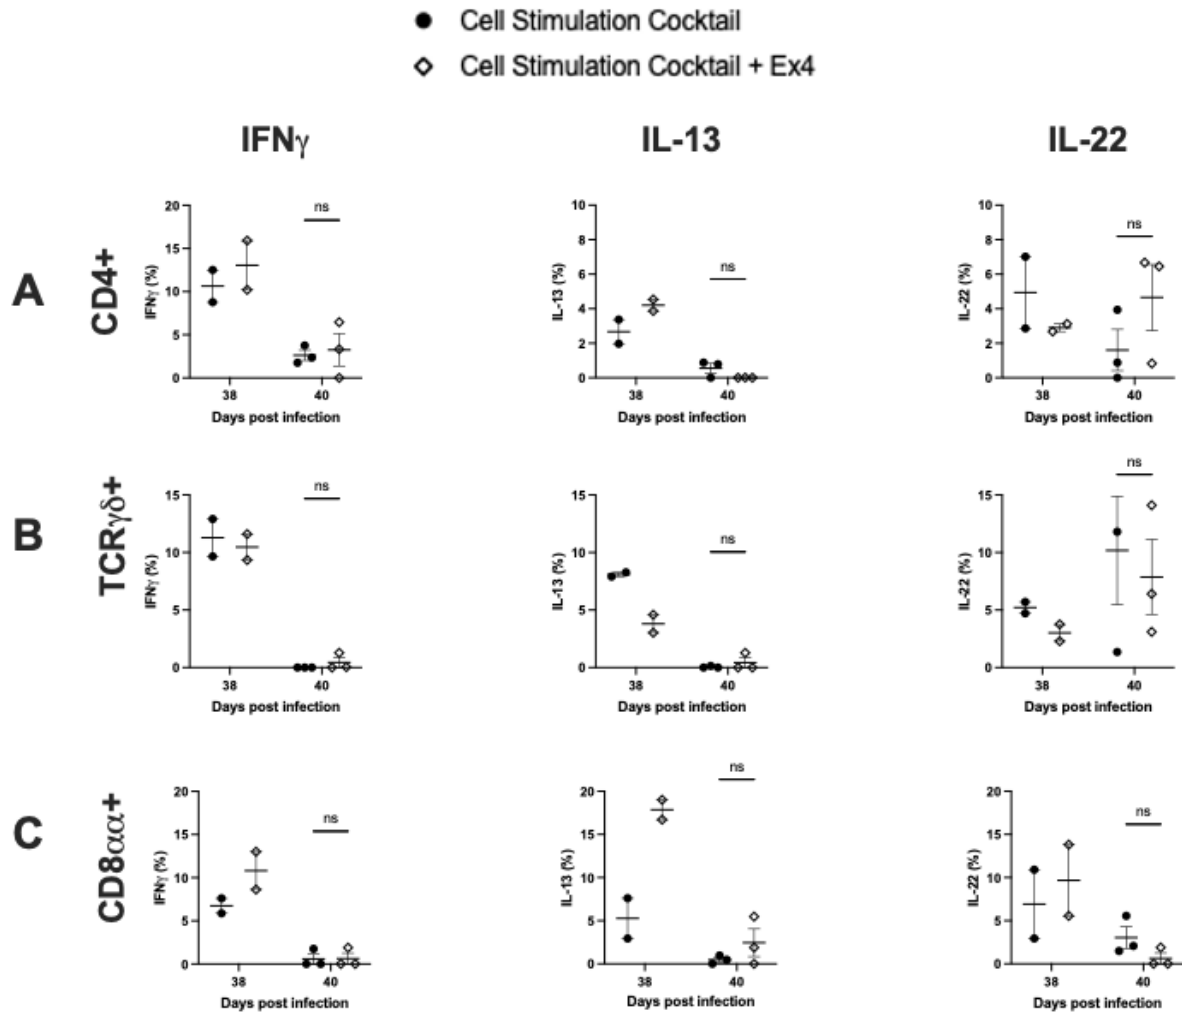 Cell Stimulation Cocktail
Cell Stimulation Cocktail + Ex4
IFNγ IL-13 IL-22
A
CD4+
IFNγ (%)
20
15
10
5
0
ns
38 40
Days post infection
IL-13 (%)
10
8
6
4
2
0
ns
38 40
Days post infection
IL-22 (%)
10
8
6
4
2
0
ns
38 40
Days post infection
B
TCRγδ+
IFNγ (%)
15
10
5
0
ns
38 40
Days post infection
IL-13 (%)
15
10
5
0
ns
38 40
Days post infection
IL-22 (%)
15
10
5
0
ns
38 40
Days post infection
C
CD8αα+
IFNγ (%)
20
15
10
5
0
ns
38 40
Days post infection
IL-13 (%)
20
15
10
5
0
ns
38 40
Days post infection
IL-22 (%)
20
15
10
5
0
ns
38 40
Days post infection